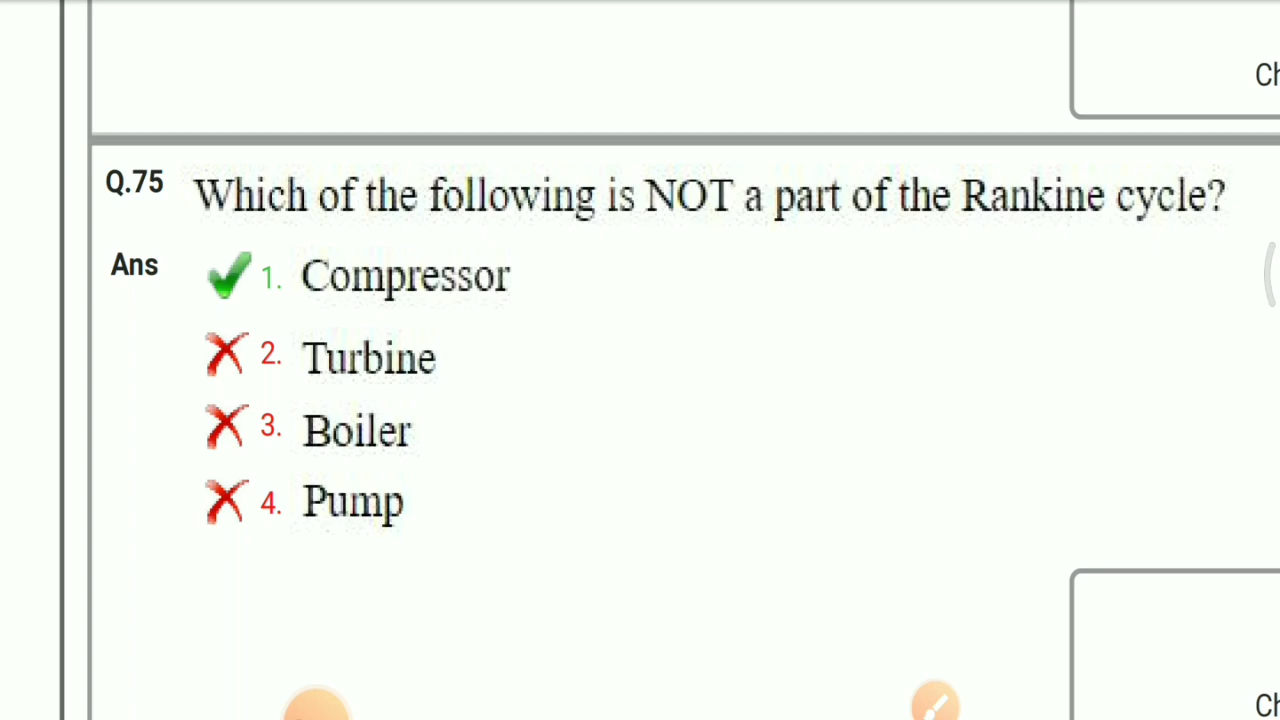 Q.75 Which of the following is NOT a part of the Rankine cycle?
Ans 1. Compressor
2. Turbine
3. Boiler
4. Pump